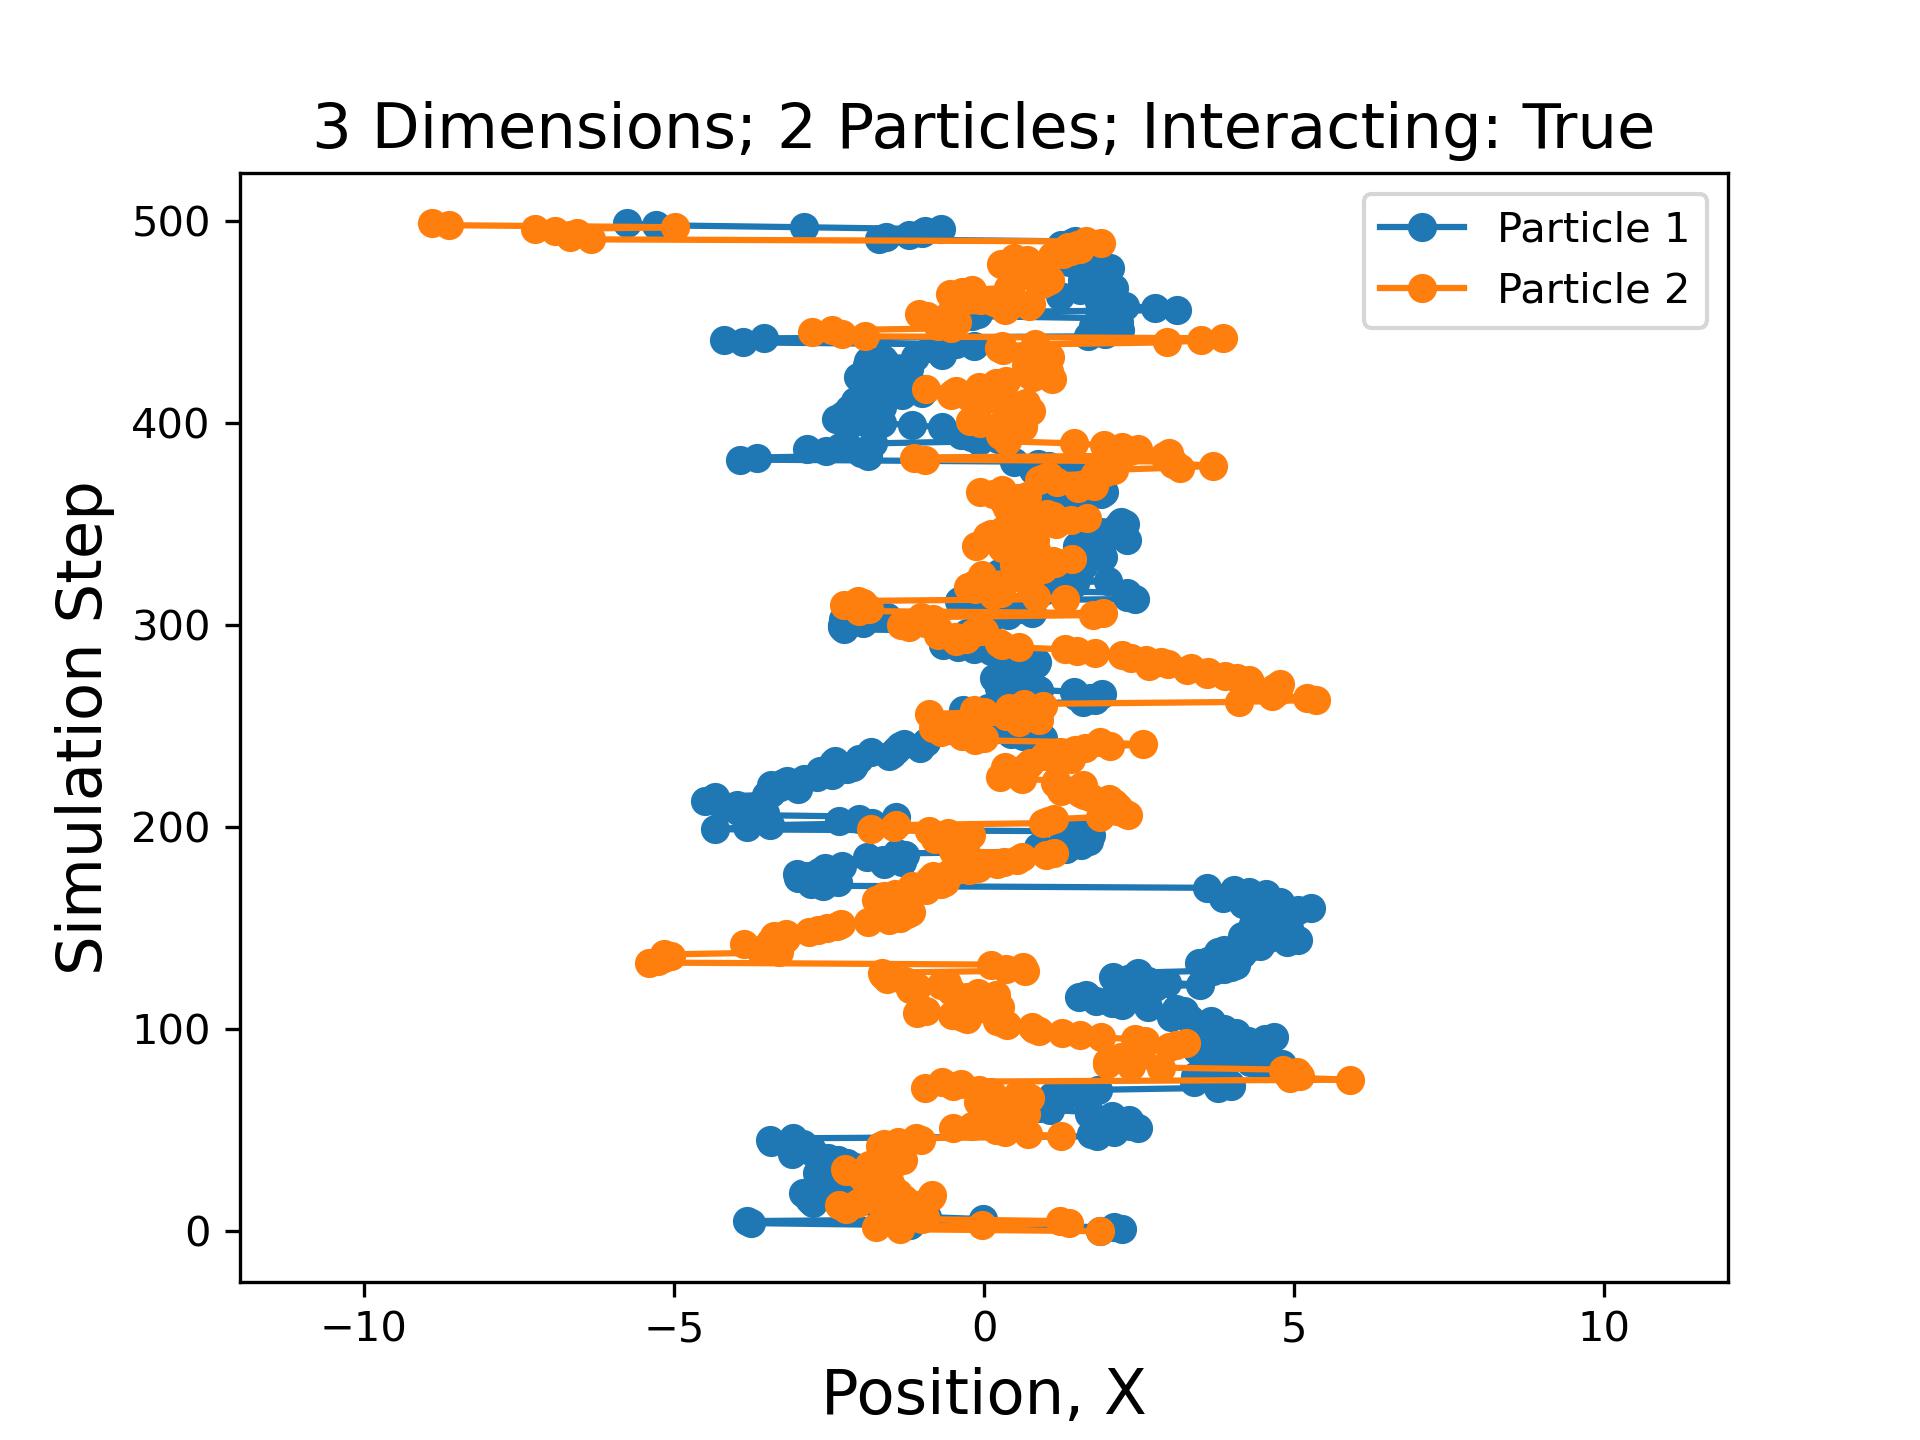 3 Dimensions; 2 Particles; Interacting: True
Particle 1
Particle 2
500
400
300
200
100
0
Simulation Step
−10
−5
0
5
10
Position, X